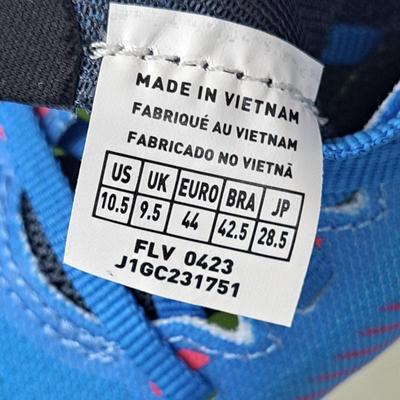 MADE IN VIETNAM
FABRIQUÉ AU VIETNAM
FABRICADO NO VIETNÃ
US UK EURO BRA JP
10.5 9.5 44 42.5 28.5
FLV 0423
J1GC231751